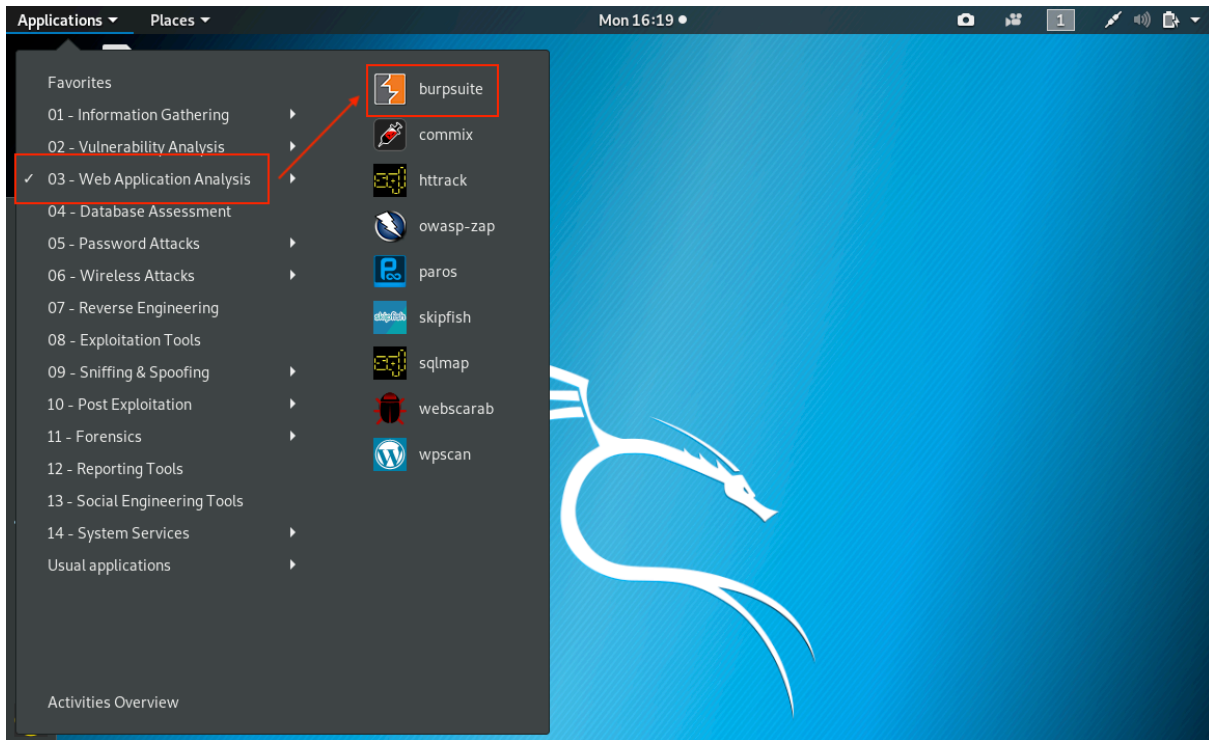 Applications Places Mon 16:19 1
Favorites
01 - Information Gathering
02 - Vulnerability Analysis
03 - Web Application Analysis
04 - Database Assessment
05 - Password Attacks
06 - Wireless Attacks
07 - Reverse Engineering
08 - Exploitation Tools
09 - Sniffing & Spoofing
10 - Post Exploitation
11 - Forensics
12 - Reporting Tools
13 - Social Engineering Tools
14 - System Services
Usual applications
Activities Overview
burpsuite
commix
httrack
owasp-zap
paros
skipfish
sqlmap
webscarab
wpscan